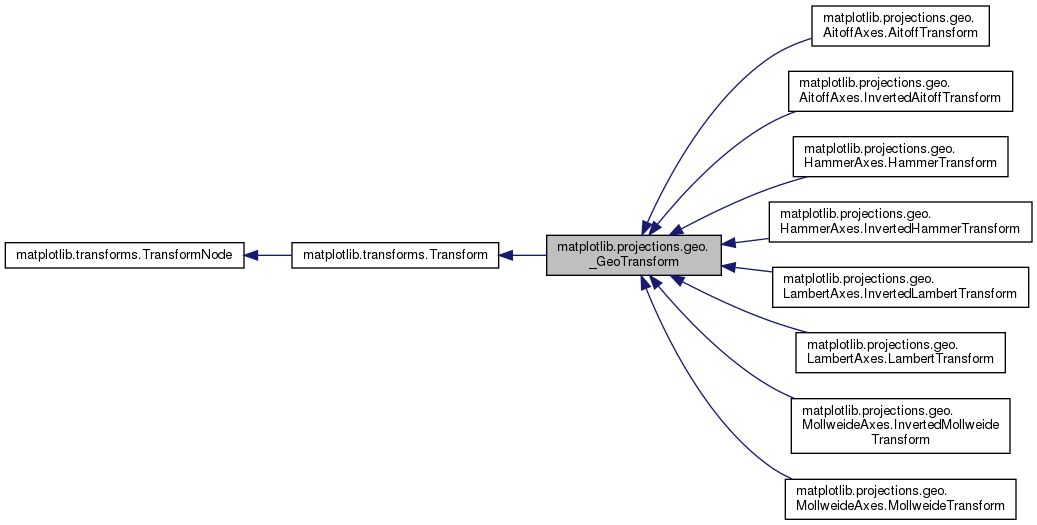 matplotlib.projections.geo.
AitoffAxes.AitoffTransform
matplotlib.projections.geo.
AitoffAxes.InvertedAitoffTransform
matplotlib.projections.geo.
HammerAxes.HammerTransform
matplotlib.projections.geo.
HammerAxes.InvertedHammerTransform
matplotlib.transforms.TransformNode
matplotlib.transforms.Transform
matplotlib.projections.geo.
_GeoTransform
matplotlib.projections.geo.
LambertAxes.InvertedLambertTransform
matplotlib.projections.geo.
LambertAxes.LambertTransform
matplotlib.projections.geo.
MollweideAxes.InvertedMollweide
Transform
matplotlib.projections.geo.
MollweideAxes.MollweideTransform